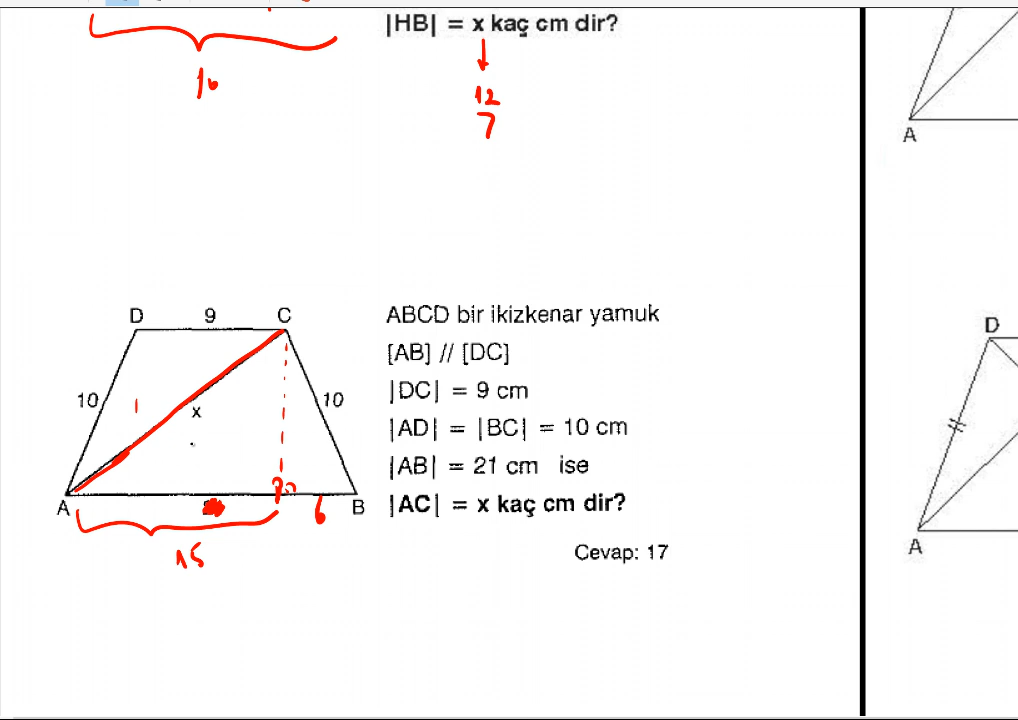 |HB| = x kaç cm dir?
12
7
A
D 9 C
10 x 10
A 6 B
15
ABCD bir ikizkenar yamuk
[AB] // [DC]
|DC| = 9 cm
|AD| = |BC| = 10 cm
|AB| = 21 cm ise
|AC| = x kaç cm dir?
Cevap: 17
D
A